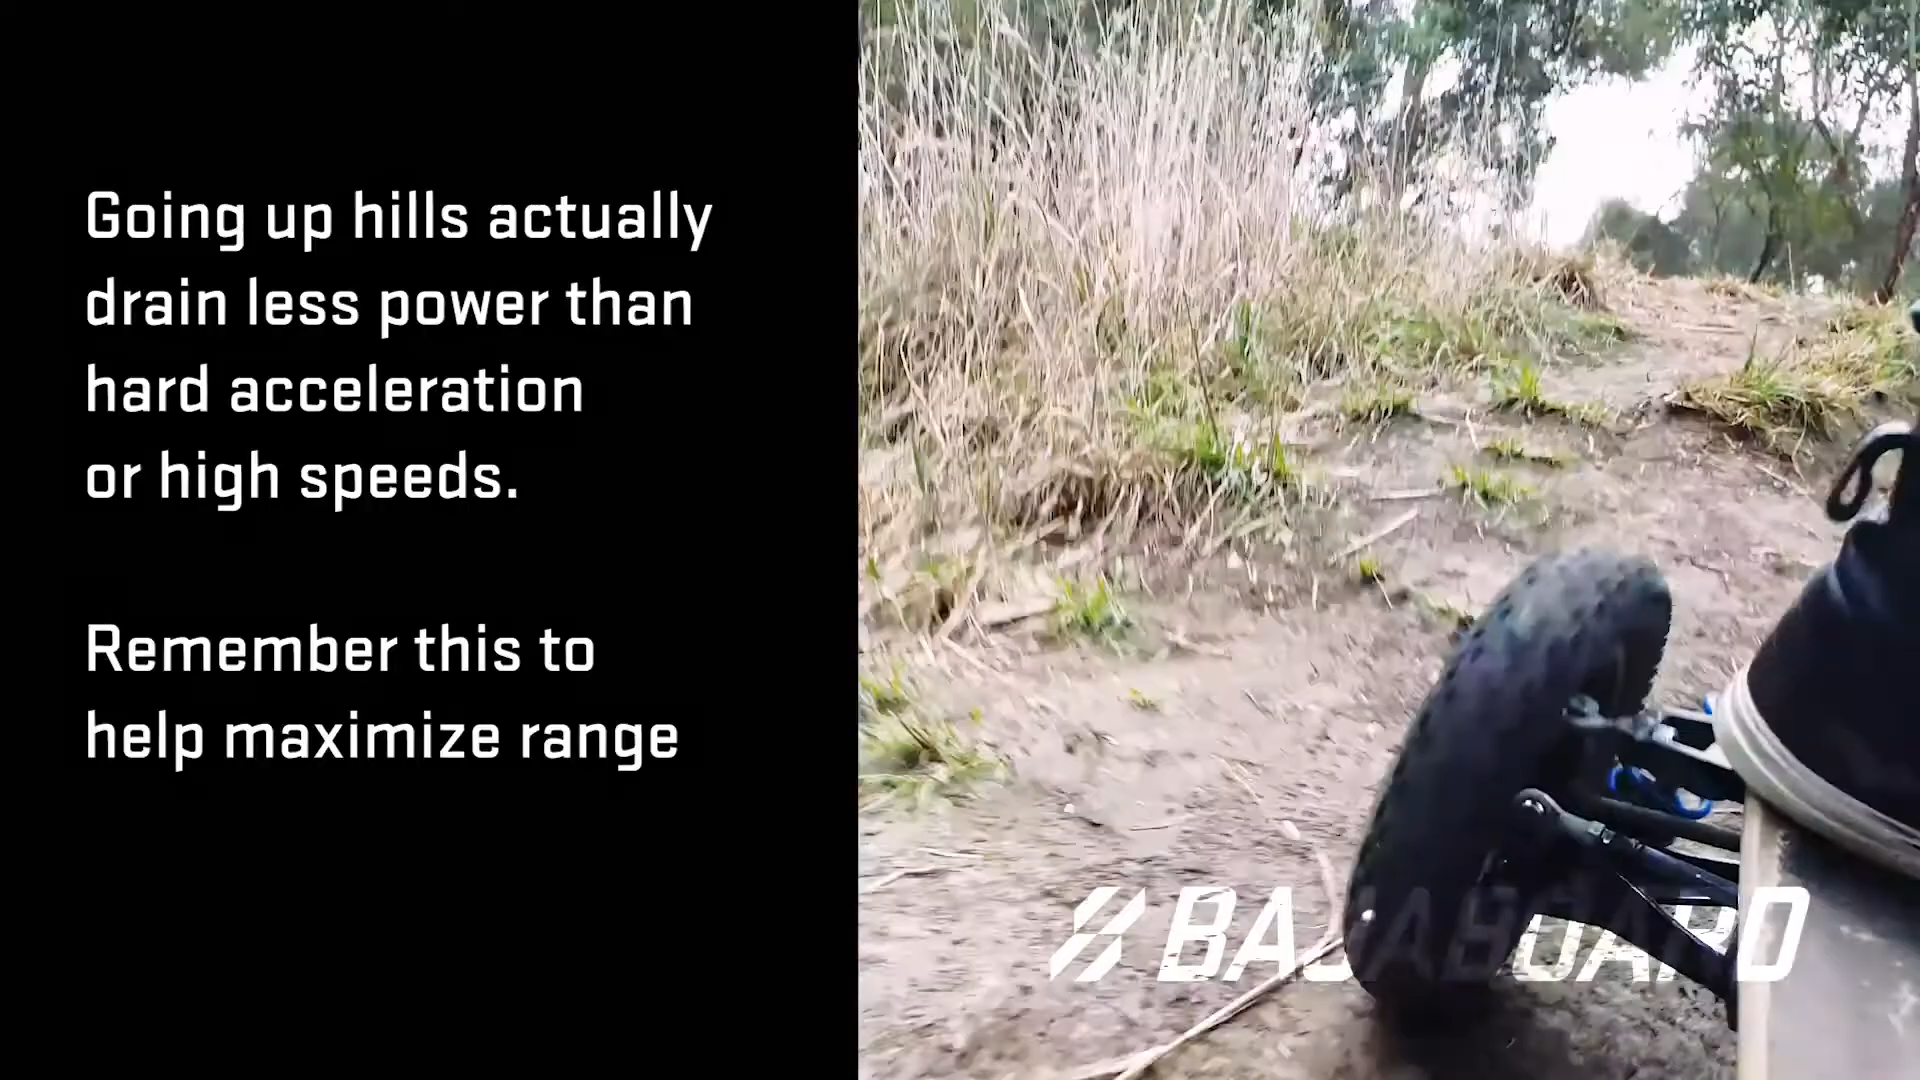 Going up hills actually
drain less power than
hard acceleration
or high speeds.
Remember this to
help maximize range
BAJABOARD